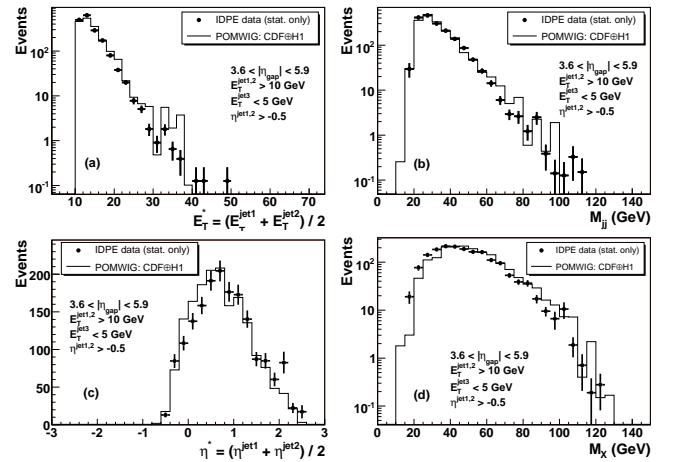 Events
10²
10
1
10⁻¹
IDPE data (stat. only)
POMWIG: CDF⊕H1
3.6 < |η_gap| < 5.9
E_T^jet1,2 > 10 GeV
E_T^jet3 < 5 GeV
η^jet1,2 > -0.5
(a)
10 20 30 40 50 60 70
E_T^* = (E_T^jet1 + E_T^jet2) / 2
Events
10²
10
1
10⁻¹
IDPE data (stat. only)
POMWIG: CDF⊕H1
3.6 < |η_gap| < 5.9
E_T^jet1,2 > 10 GeV
E_T^jet3 < 5 GeV
η^jet1,2 > -0.5
(b)
0 20 40 60 80 100 120 140
M_jj (GeV)
Events
200
150
100
50
0
IDPE data (stat. only)
POMWIG: CDF⊕H1
3.6 < |η_gap| < 5.9
E_T^jet1,2 > 10 GeV
E_T^jet3 < 5 GeV
η^jet1,2 > -0.5
(c)
-3 -2 -1 0 1 2 3
η^* = (η^jet1 + η^jet2) / 2
Events
10²
10
1
10⁻¹
IDPE data (stat. only)
POMWIG: CDF⊕H1
3.6 < |η_gap| < 5.9
E_T^jet1,2 > 10 GeV
E_T^jet3 < 5 GeV
η^jet1,2 > -0.5
(d)
0 20 40 60 80 100 120 140
M_X (GeV)